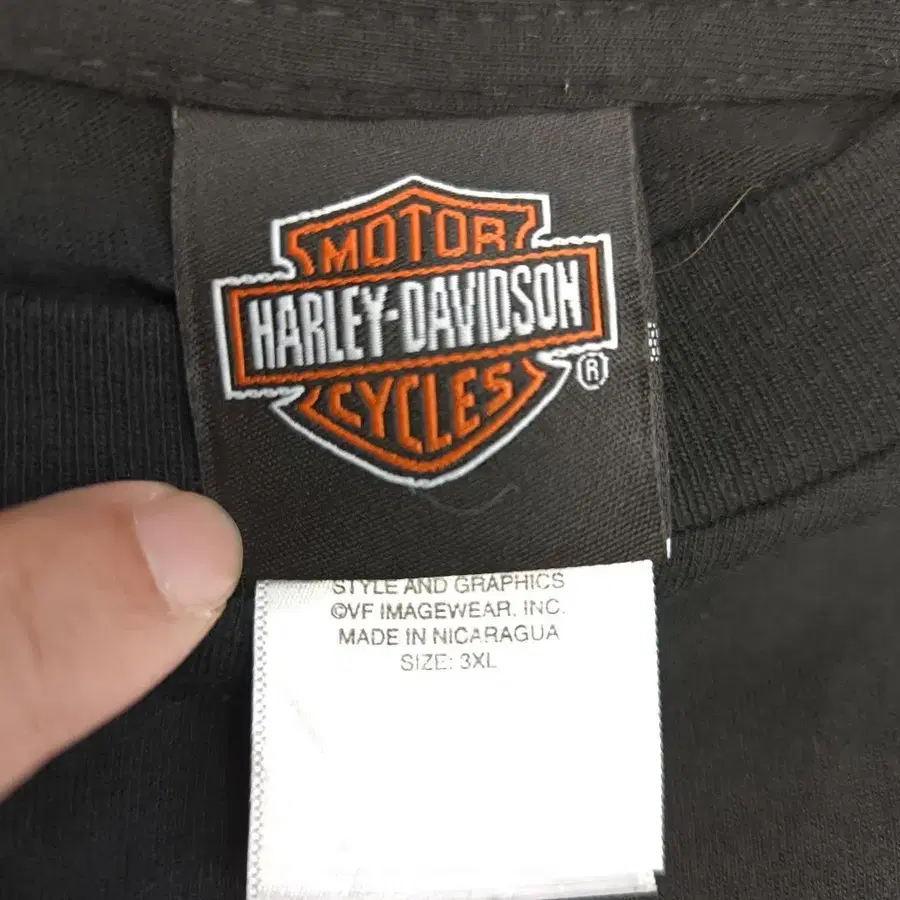 MOTOR
HARLEY-DAVIDSON
CYCLES
®
STYLE AND GRAPHICS
©VF IMAGEWEAR, INC.
MADE IN NICARAGUA
SIZE: 3XL